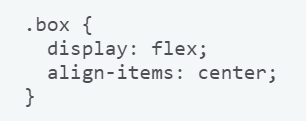 .box {
  display: flex;
  align-items: center;
}